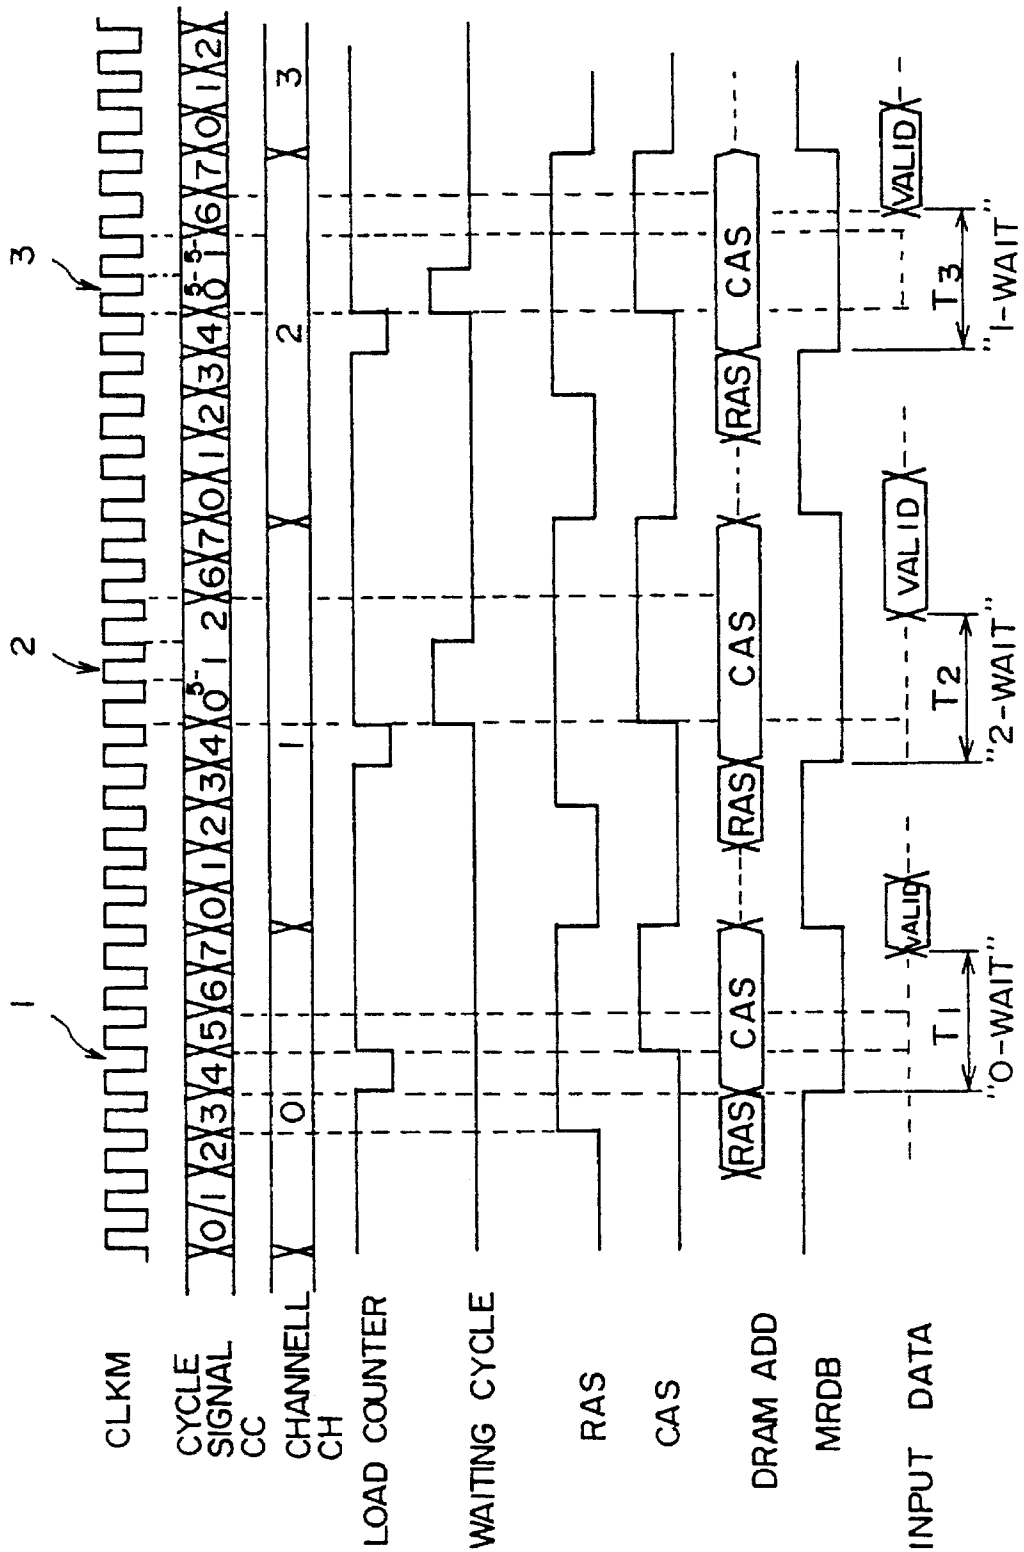 1 2 3
CLKM
CYCLE SIGNAL CC
0/1 2 3 4 5 6 7 0 1 2 3 4 5-0 1 2 6 7 0 1 2 3 4 5-0 5-1 6 7 0 1 2
CHANNELL CH
0 1 2 3
LOAD COUNTER
WAITING CYCLE
RAS
CAS
DRAM ADD
RAS CAS RAS CAS RAS CAS
MRDB
INPUT DATA
VALID VALID VALID
T1 T2 T3
"0-WAIT" "2-WAIT" "1-WAIT"